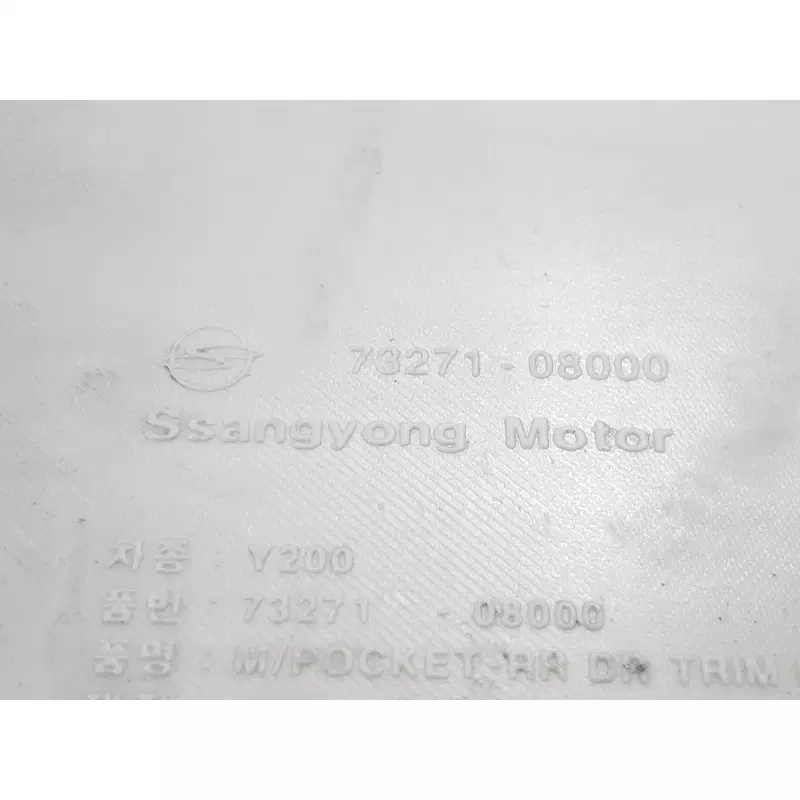 73271-08000
Ssangyong Motor
차종 : Y200
품번 : 73271 - 08000
품명 : M/POCKET-RR DR TRIM